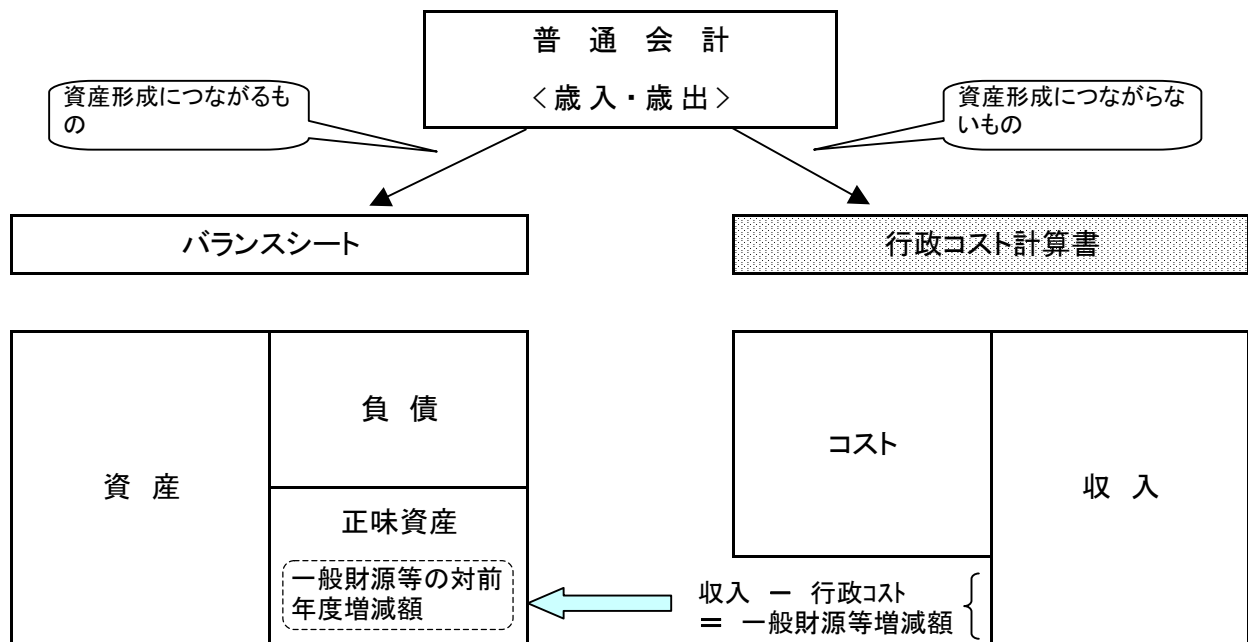 普通会計
<歳入・歳出>
資産形成につながるも
の
資産形成につながらな
いもの
バランスシート
行政コスト計算書
資産
負債
正味資産
一般財源等の対前
年度増減額
コスト
収入
収入 － 行政コスト
＝ 一般財源等増減額